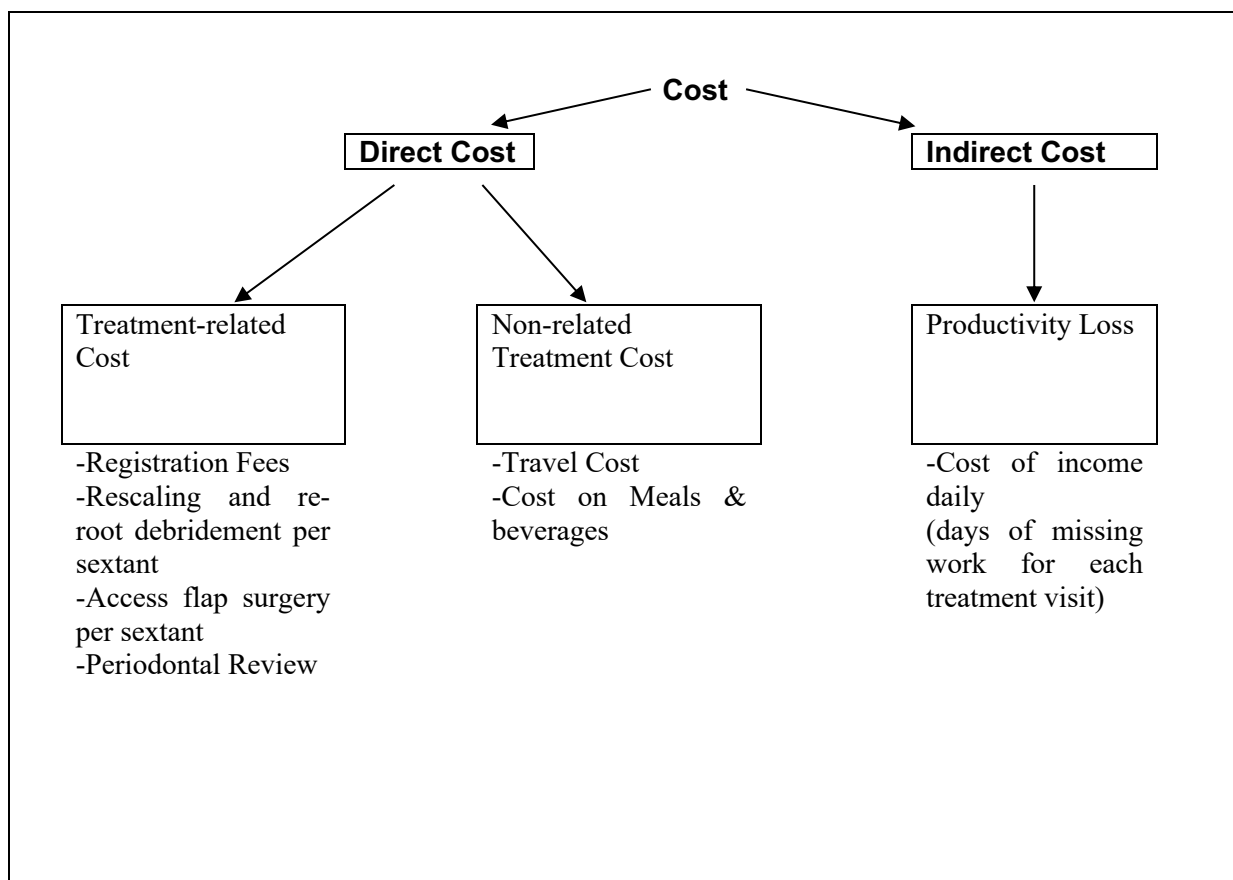 Cost
Direct Cost
Indirect Cost
Treatment-related
Cost
-Registration Fees
-Rescaling and re-
root debridement per
sextant
-Access flap surgery
per sextant
-Periodontal Review
Non-related
Treatment Cost
-Travel Cost
-Cost on Meals &
beverages
Productivity Loss
-Cost of income
daily
(days of missing
work for each
treatment visit)